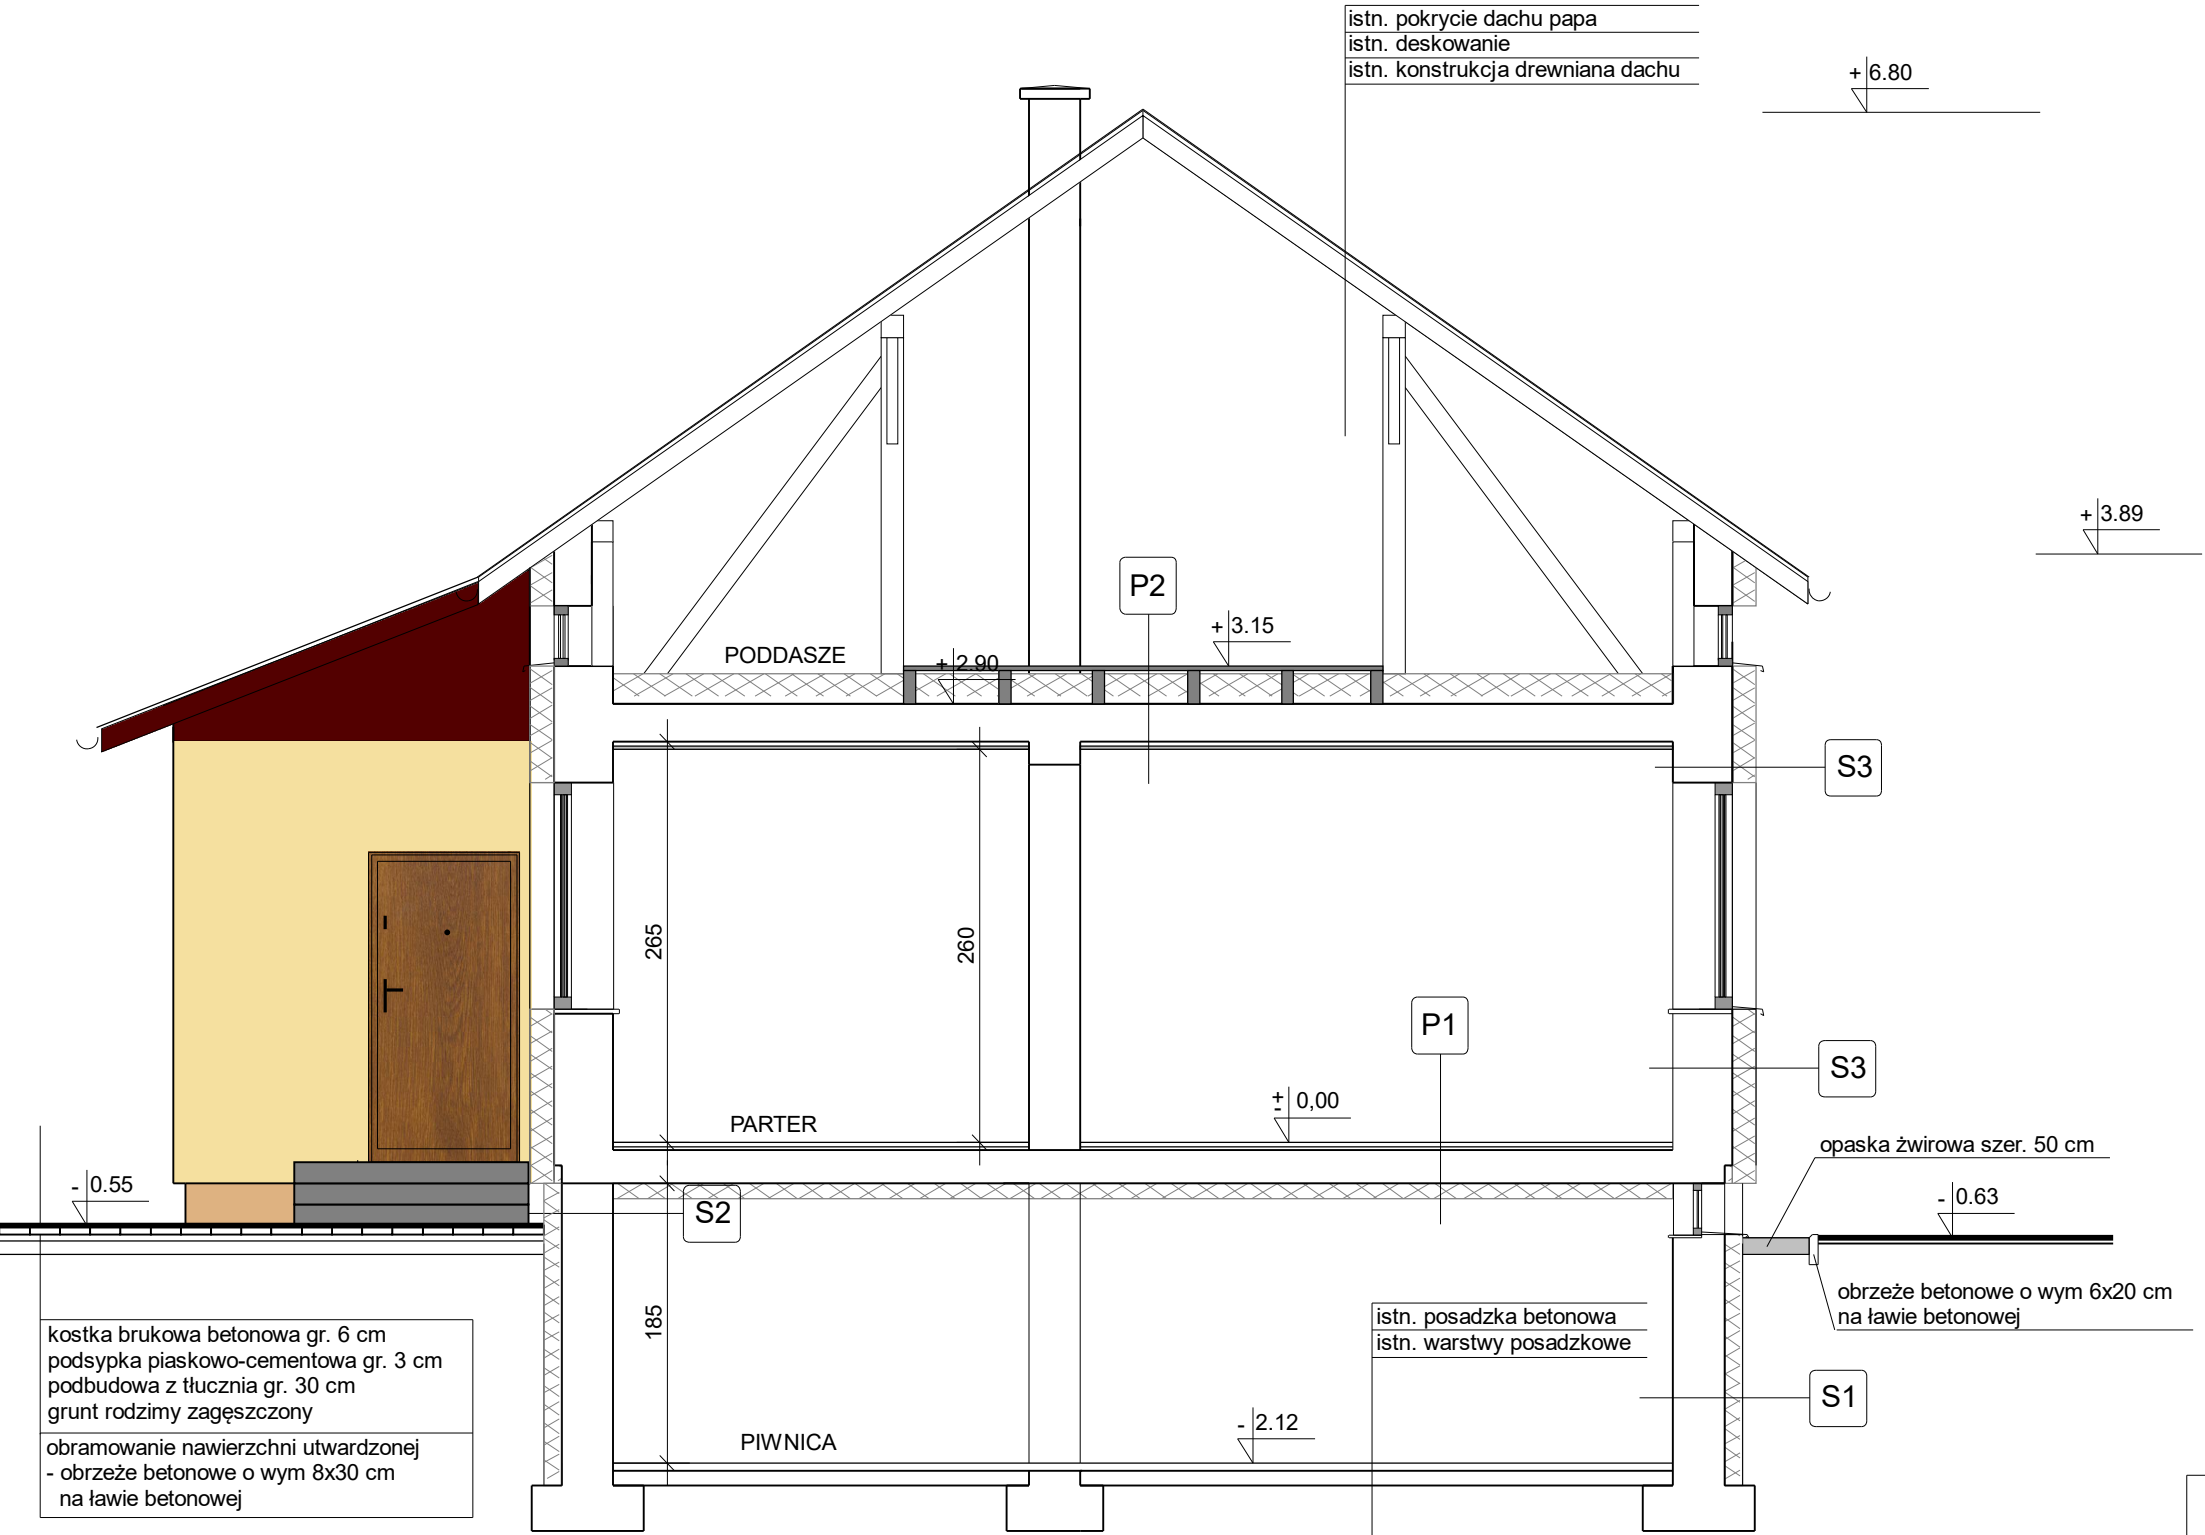 istn. pokrycie dachu papa
istn. deskowanie
istn. konstrukcja drewniana dachu
+ 6.80
+ 3.89
P2
+ 3.15
PODDASZE
+ 2.90
S3
265
260
P1
S3
+
- 0,00
PARTER
opaska żwirowa szer. 50 cm
- 0.55
- 0.63
S2
obrzeże betonowe o wym 6x20 cm
na ławie betonowej
185
istn. posadzka betonowa
istn. warstwy posadzkowe
kostka brukowa betonowa gr. 6 cm
podsypka piaskowo-cementowa gr. 3 cm
podbudowa z tłucznia gr. 30 cm
grunt rodzimy zagęszczony
S1
- 2.12
PIWNICA
obramowanie nawierzchni utwardzonej
- obrzeże betonowe o wym 8x30 cm
na ławie betonowej